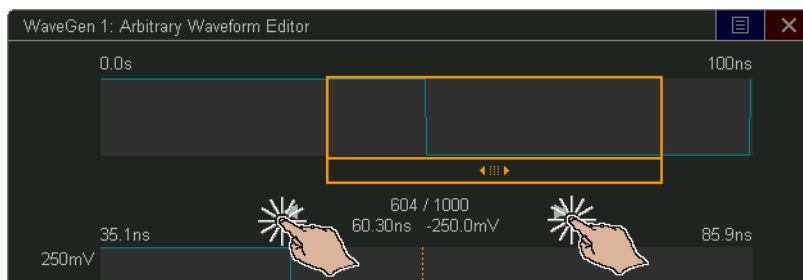 WaveGen 1: Arbitrary Waveform Editor
0.0s 100ns
604 / 1000
60.30ns -250.0mV
35.1ns 85.9ns
250mV